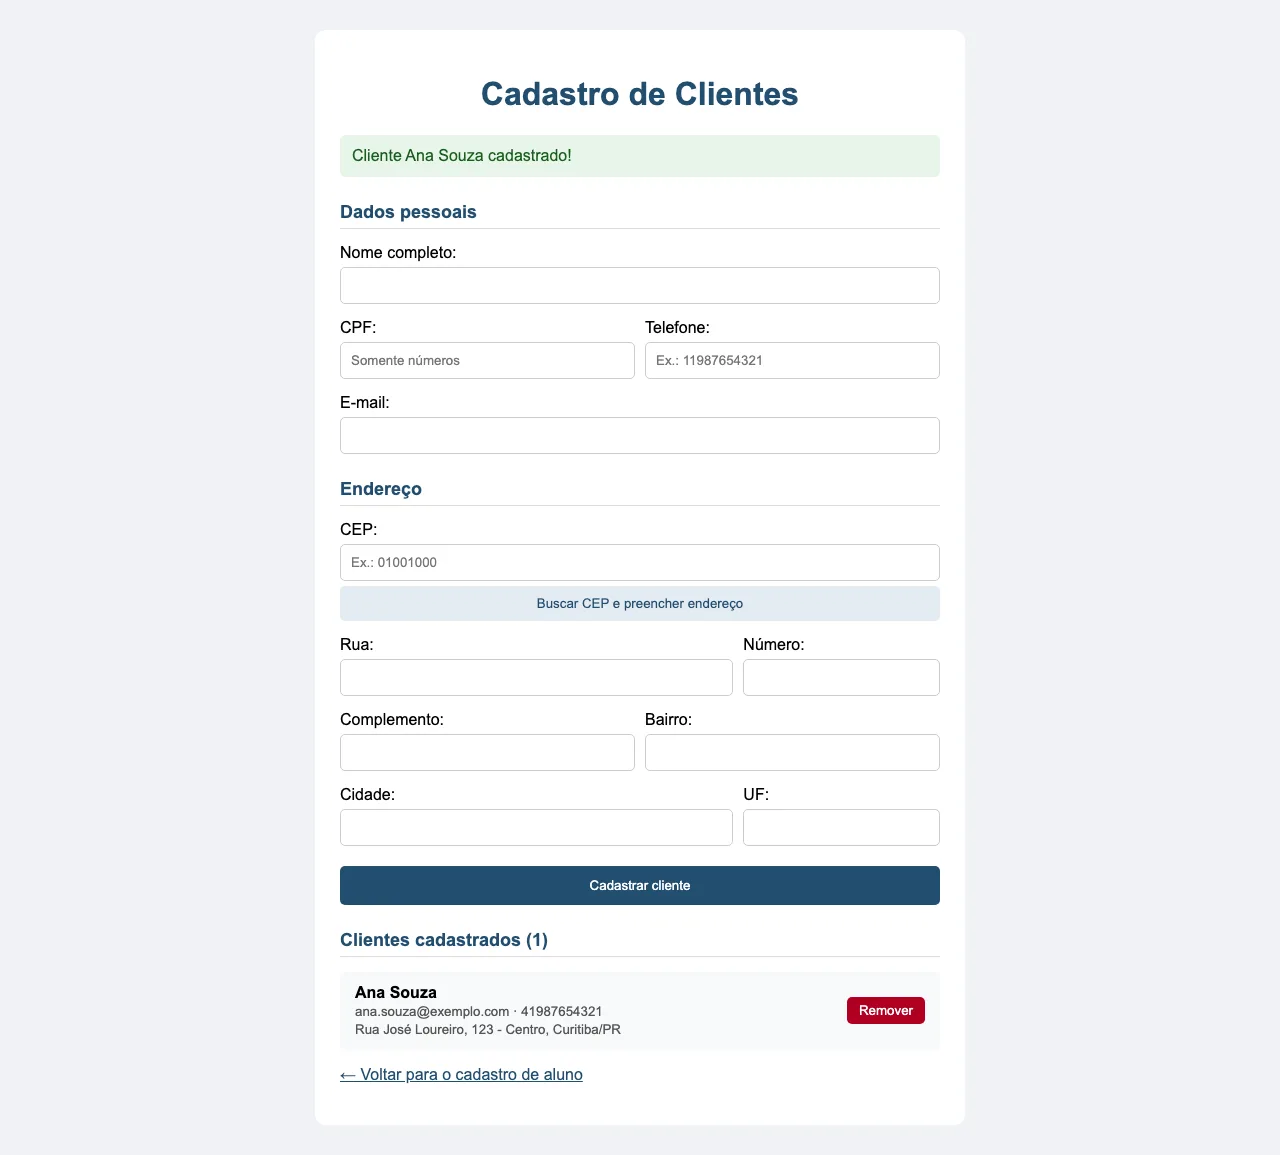 Cadastro de Clientes
Cliente Ana Souza cadastrado!
Dados pessoais
Nome completo:
CPF:
Telefone:
Somente números
Ex.: 11987654321
E-mail:
Endereço
CEP:
Ex.: 01001000
Buscar CEP e preencher endereço
Rua:
Número:
Complemento:
Bairro:
Cidade:
UF:
Cadastrar cliente
Clientes cadastrados (1)
Ana Souza
ana.souza@exemplo.com · 41987654321
Rua José Loureiro, 123 - Centro, Curitiba/PR
Remover
← Voltar para o cadastro de aluno